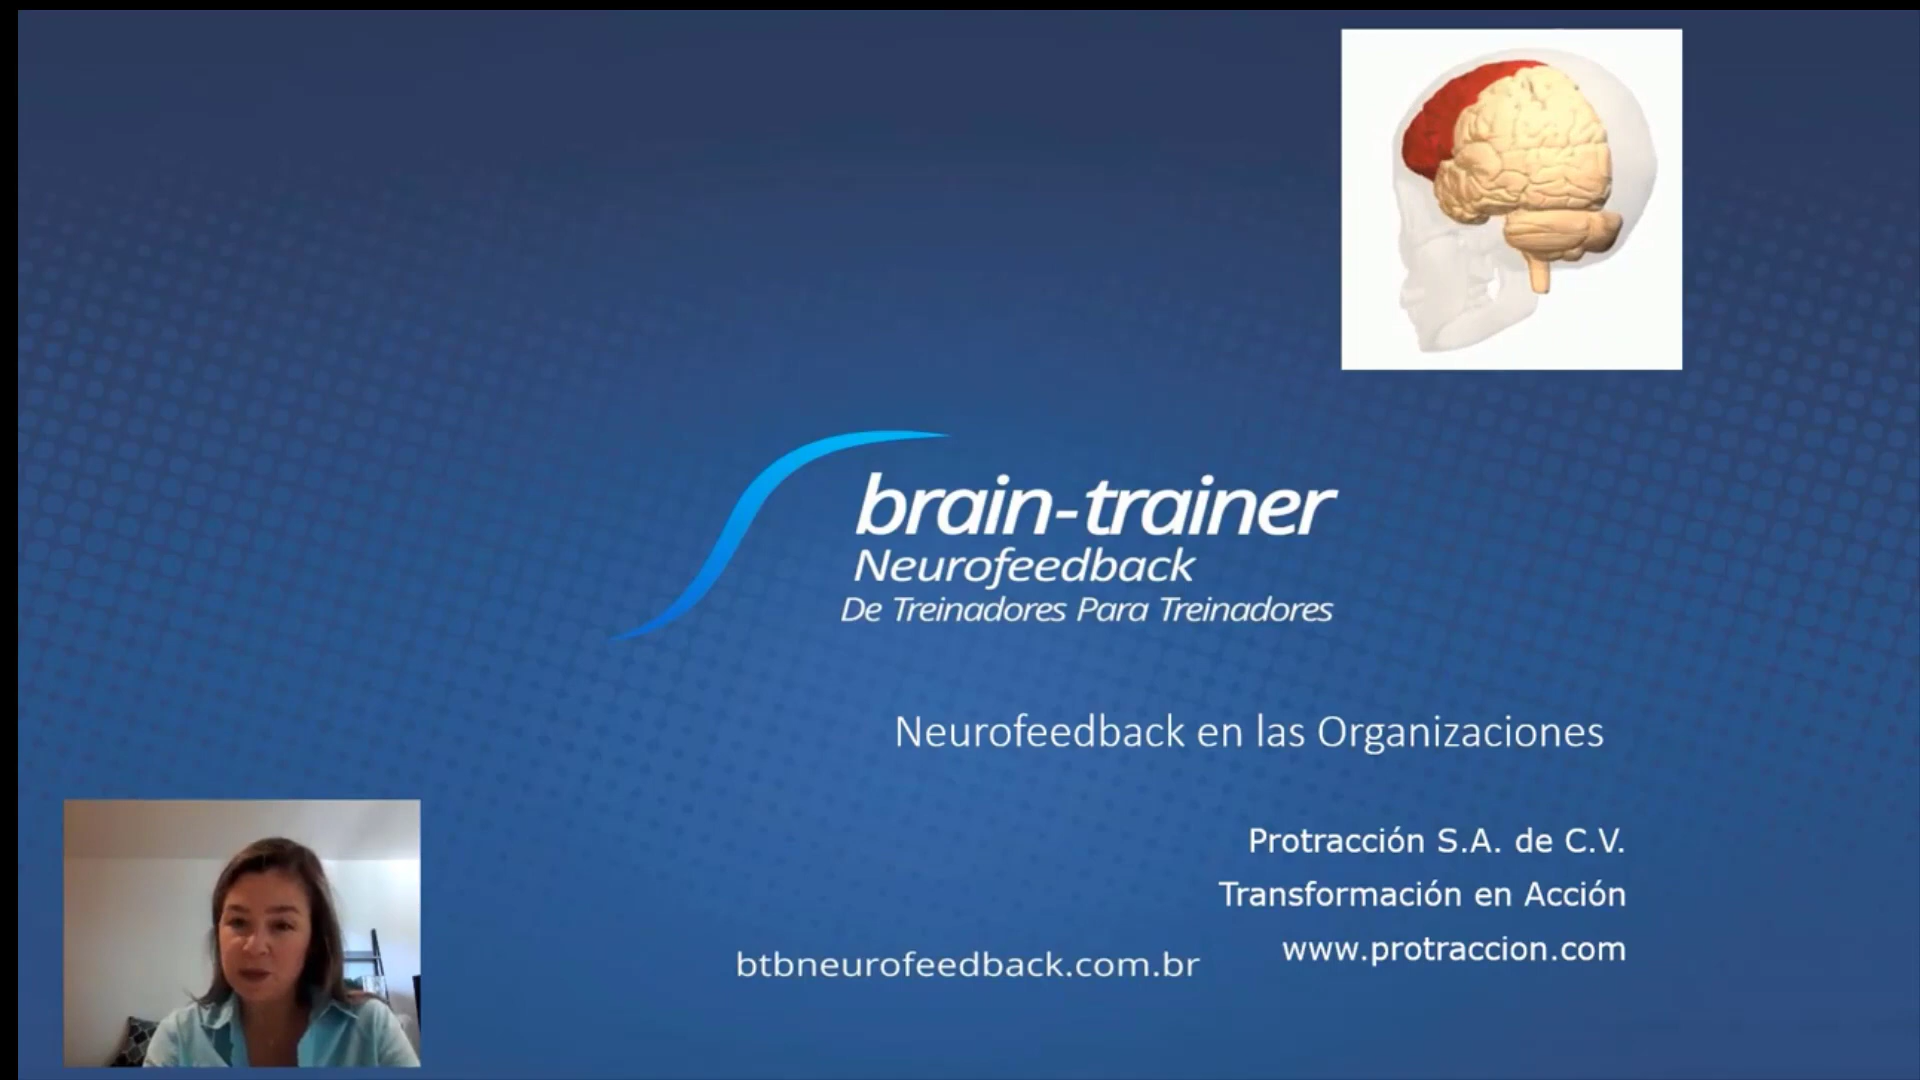 brain-trainer
Neurofeedback
De Treinadores Para Treinadores
Neurofeedback en las Organizaciones
Protracción S.A. de C.V.
Transformación en Acción
www.protraccion.com
btbneurofeedback.com.br